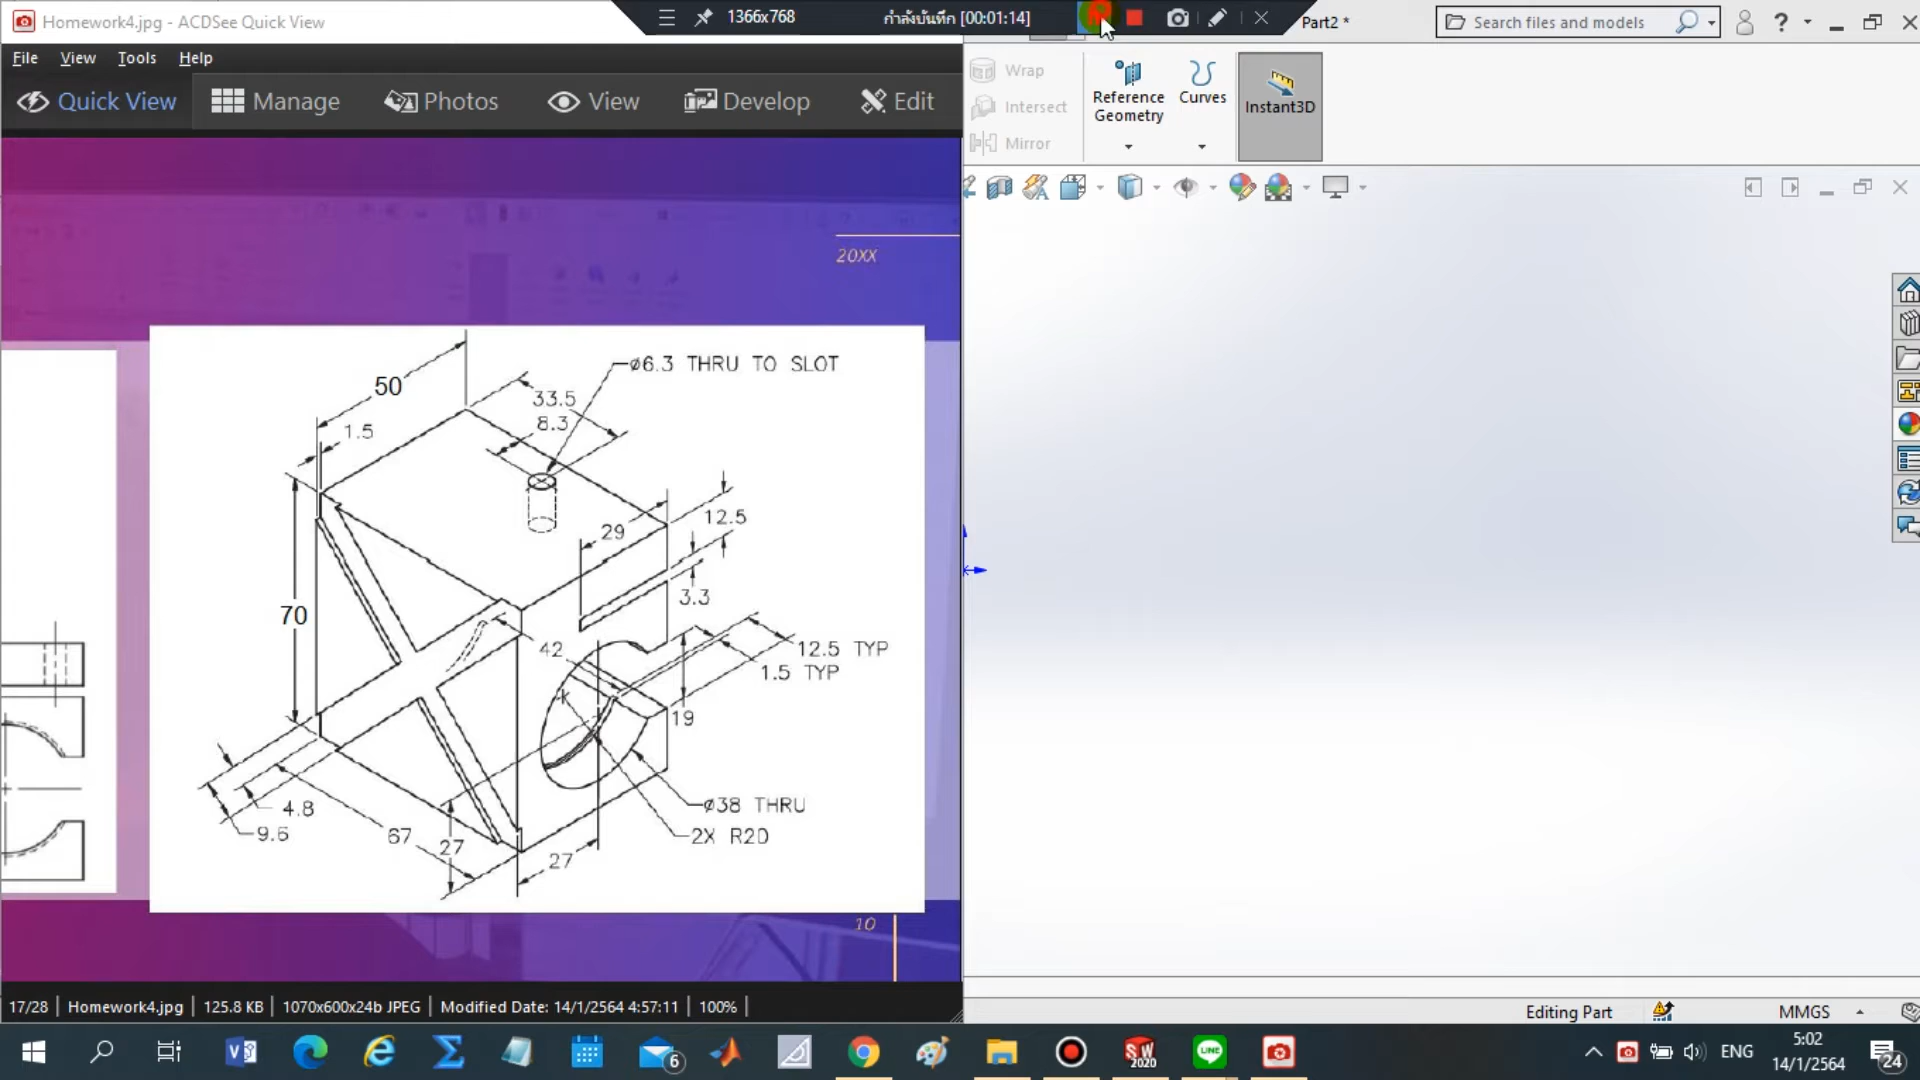 Homework4.jpg - ACDSee Quick View
1366x768
กำลังบันทึก [00:01:14]
Part2 *
Search files and models
?
File View Tools Help
Quick View
Manage
Photos
View
Develop
Edit
Wrap
Intersect
Mirror
Reference
Geometry
Curves
Instant3D
20XX
50
1.5
ø6.3 THRU TO SLOT
33.5
8.3
29
12.5
3.3
70
42
12.5 TYP
1.5 TYP
19
4.8
9.6
67
27
27
ø38 THRU
2X R20
10
17/28
Homework4.jpg
125.8 KB
1070x600x24b JPEG
Modified Date: 14/1/2564 4:57:11
100%
Editing Part
MMGS
6
SW
2020
LINE
ENG
5:02
14/1/2564
24